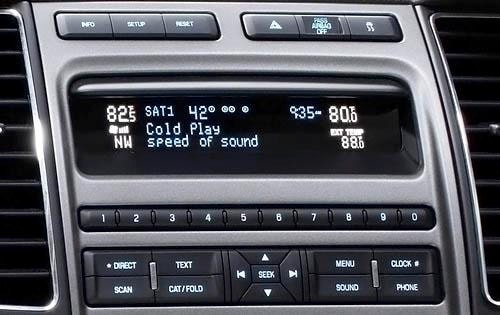 INFO SETUP RESET PASS AIRBAG OFF
82.5 SAT1 42 9:35 80.0
Cold Play EXT TEMP
NW speed of sound 88.0
1 2 3 4 5 6 7 8 9 0
* DIRECT TEXT SEEK MENU CLOCK #
SCAN CAT/FOLD SOUND PHONE